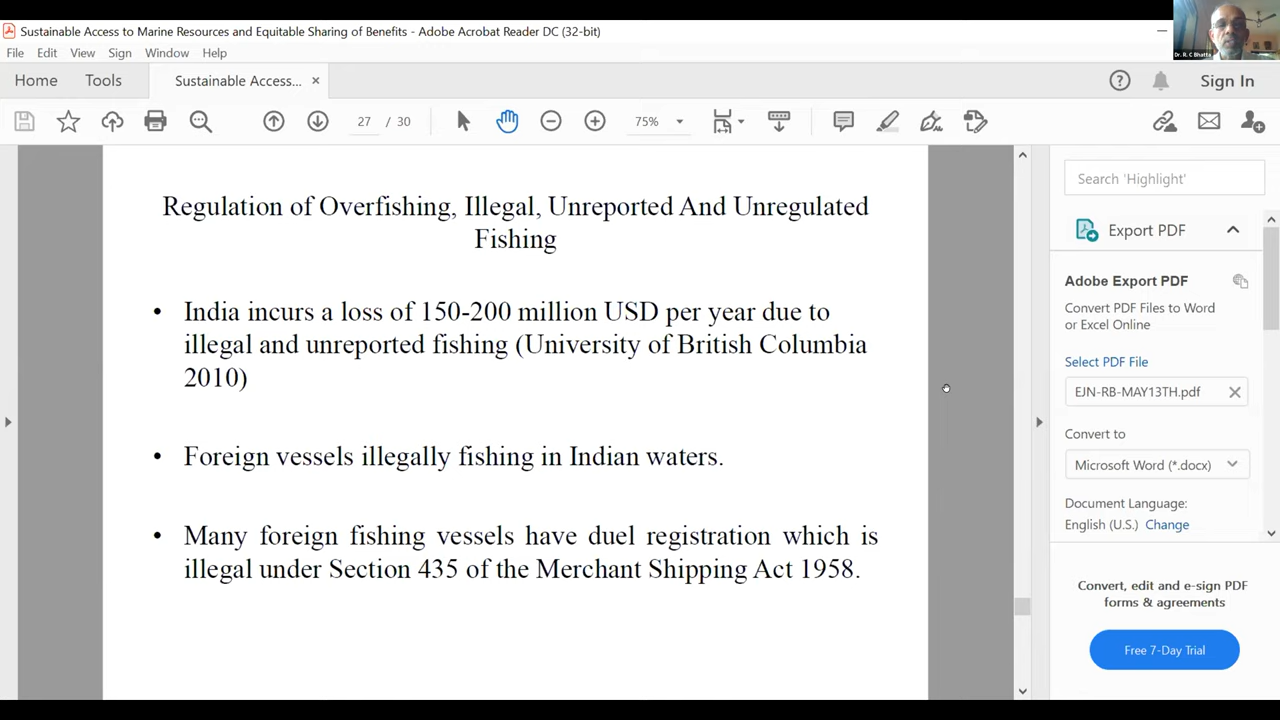 Sustainable Access to Marine Resources and Equitable Sharing of Benefits - Adobe Acrobat Reader DC (32-bit)
Dr. R. C Bhatta
File Edit View Sign Window Help
Home Tools Sustainable Access... × Sign In
27 / 30 75%
Regulation of Overfishing, Illegal, Unreported And Unregulated
Fishing
• India incurs a loss of 150-200 million USD per year due to
illegal and unreported fishing (University of British Columbia
2010)
• Foreign vessels illegally fishing in Indian waters.
• Many foreign fishing vessels have duel registration which is
illegal under Section 435 of the Merchant Shipping Act 1958.
Search 'Highlight'
Export PDF
Adobe Export PDF
Convert PDF Files to Word
or Excel Online
Select PDF File
EJN-RB-MAY13TH.pdf
Convert to
Microsoft Word (*.docx)
Document Language:
English (U.S.) Change
Convert, edit and e-sign PDF
forms & agreements
Free 7-Day Trial